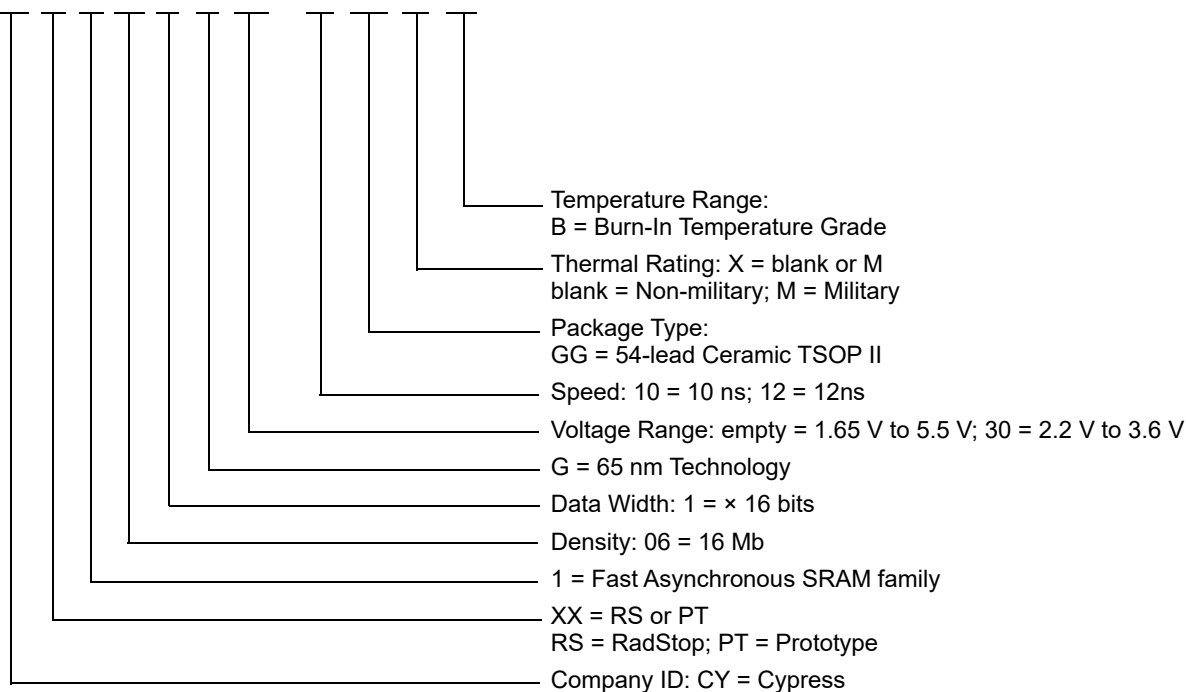 Temperature Range:
B = Burn-In Temperature Grade
Thermal Rating: X = blank or M
blank = Non-military; M = Military
Package Type:
GG = 54-lead Ceramic TSOP II
Speed: 10 = 10 ns; 12 = 12ns
Voltage Range: empty = 1.65 V to 5.5 V; 30 = 2.2 V to 3.6 V
G = 65 nm Technology
Data Width: 1 = × 16 bits
Density: 06 = 16 Mb
1 = Fast Asynchronous SRAM family
XX = RS or PT
RS = RadStop; PT = Prototype
Company ID: CY = Cypress